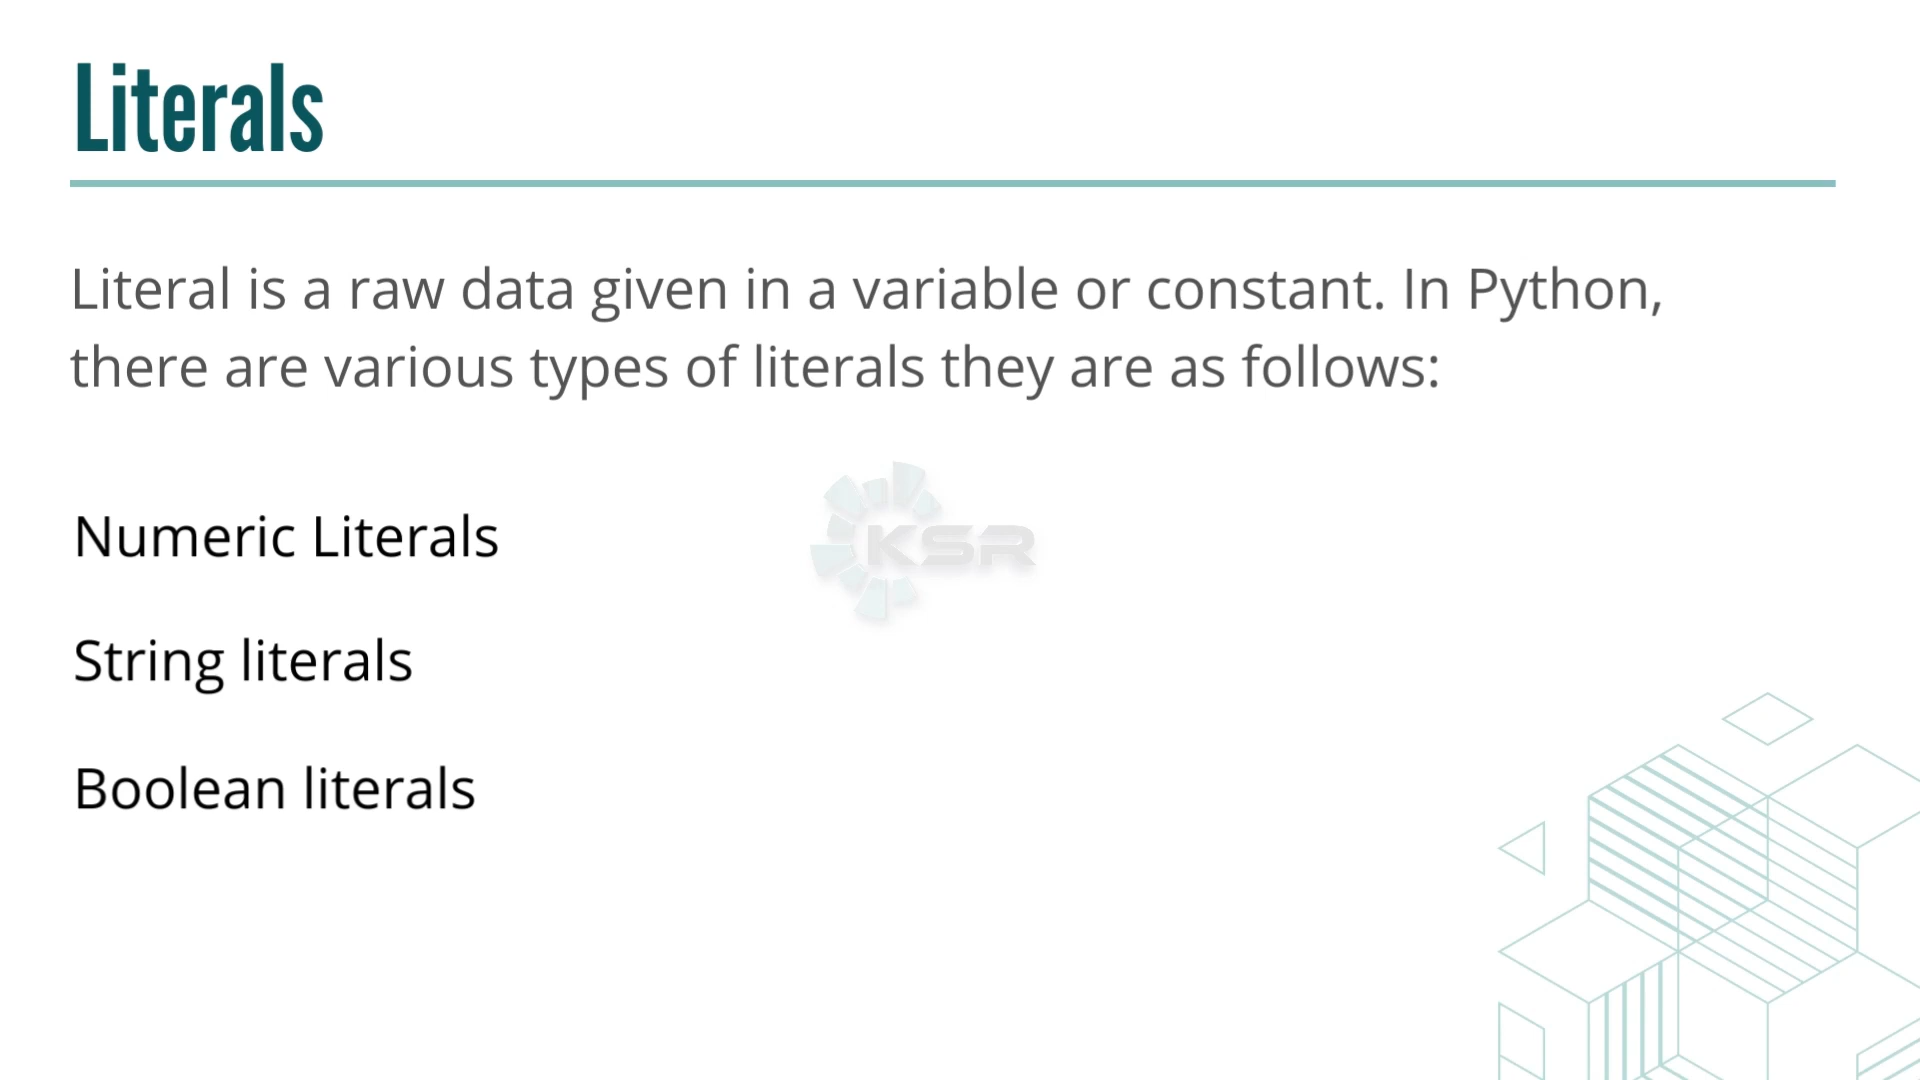 Literals
Literal is a raw data given in a variable or constant. In Python,
there are various types of literals they are as follows:
KSR
Numeric Literals
String literals
Boolean literals